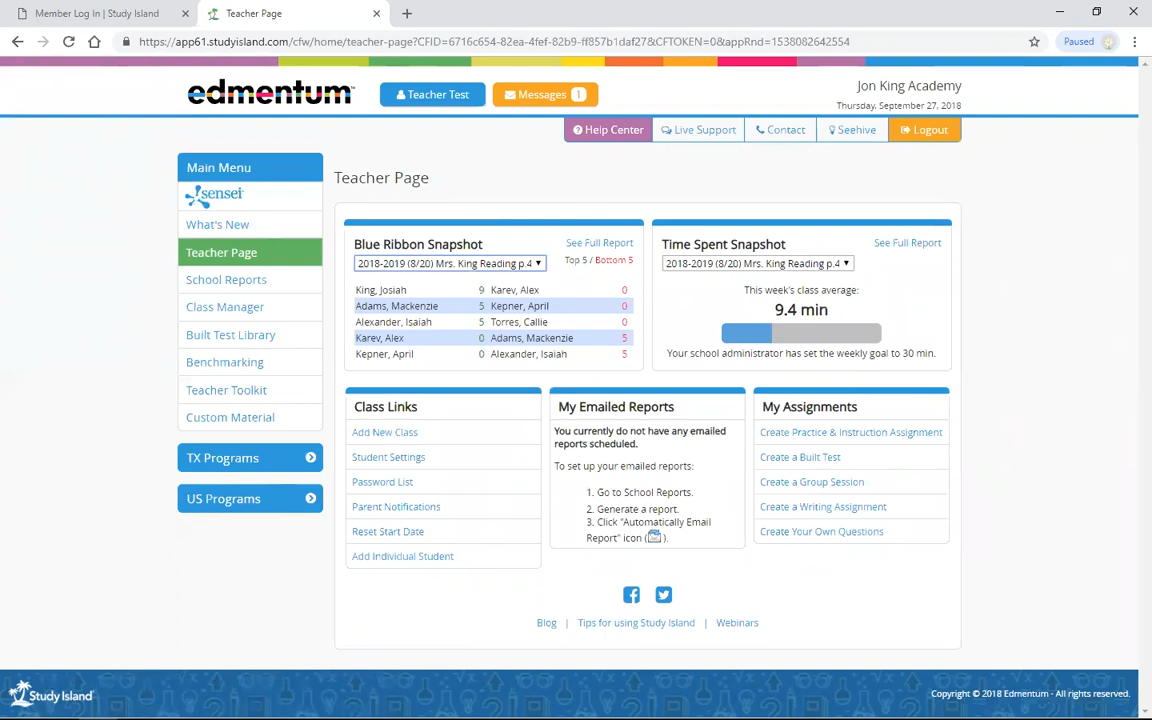 Member Log In | Study Island
Teacher Page
https://app61.studyisland.com/cfw/home/teacher-page?CFID=6716c654-82ea-4fef-82b9-ff857b1daf27&CFTOKEN=0&appRnd=1538082642554
Paused
edmentum™
Teacher Test
Messages 1
Jon King Academy
Thursday, September 27, 2018
Help Center
Live Support
Contact
Seehive
Logout
Main Menu
sensei
What's New
Teacher Page
School Reports
Class Manager
Built Test Library
Benchmarking
Teacher Toolkit
Custom Material
TX Programs
US Programs
Teacher Page
Blue Ribbon Snapshot
See Full Report
2018-2019 (8/20) Mrs. King Reading p.4
Top 5 / Bottom 5
King, Josiah 9 Karev, Alex 0
Adams, Mackenzie 5 Kepner, April 0
Alexander, Isaiah 5 Torres, Callie 0
Karev, Alex 0 Adams, Mackenzie 5
Kepner, April 0 Alexander, Isaiah 5
Time Spent Snapshot
See Full Report
2018-2019 (8/20) Mrs. King Reading p.4
This week's class average:
9.4 min
Your school administrator has set the weekly goal to 30 min.
Class Links
Add New Class
Student Settings
Password List
Parent Notifications
Reset Start Date
Add Individual Student
My Emailed Reports
You currently do not have any emailed
reports scheduled.
To set up your emailed reports:
1. Go to School Reports.
2. Generate a report.
3. Click "Automatically Email
Report" icon ( ).
My Assignments
Create Practice & Instruction Assignment
Create a Built Test
Create a Group Session
Create a Writing Assignment
Create Your Own Questions
Blog | Tips for using Study Island | Webinars
Study Island
Copyright © 2018 Edmentum - All rights reserved.